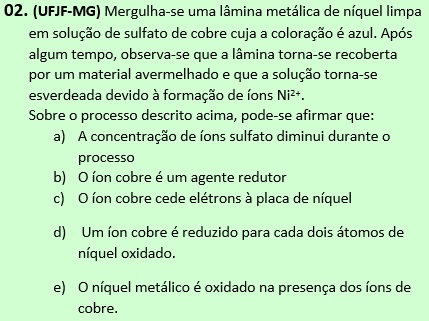 02. (UFJF-MG) Mergulha-se uma lâmina metálica de níquel limpa
em solução de sulfato de cobre cuja a coloração é azul. Após
algum tempo, observa-se que a lâmina torna-se recoberta
por um material avermelhado e que a solução torna-se
esverdeada devido à formação de íons Ni²⁺.
Sobre o processo descrito acima, pode-se afirmar que:
a) A concentração de íons sulfato diminui durante o
processo
b) O íon cobre é um agente redutor
c) O íon cobre cede elétrons à placa de níquel
d) Um íon cobre é reduzido para cada dois átomos de
níquel oxidado.
e) O níquel metálico é oxidado na presença dos íons de
cobre.